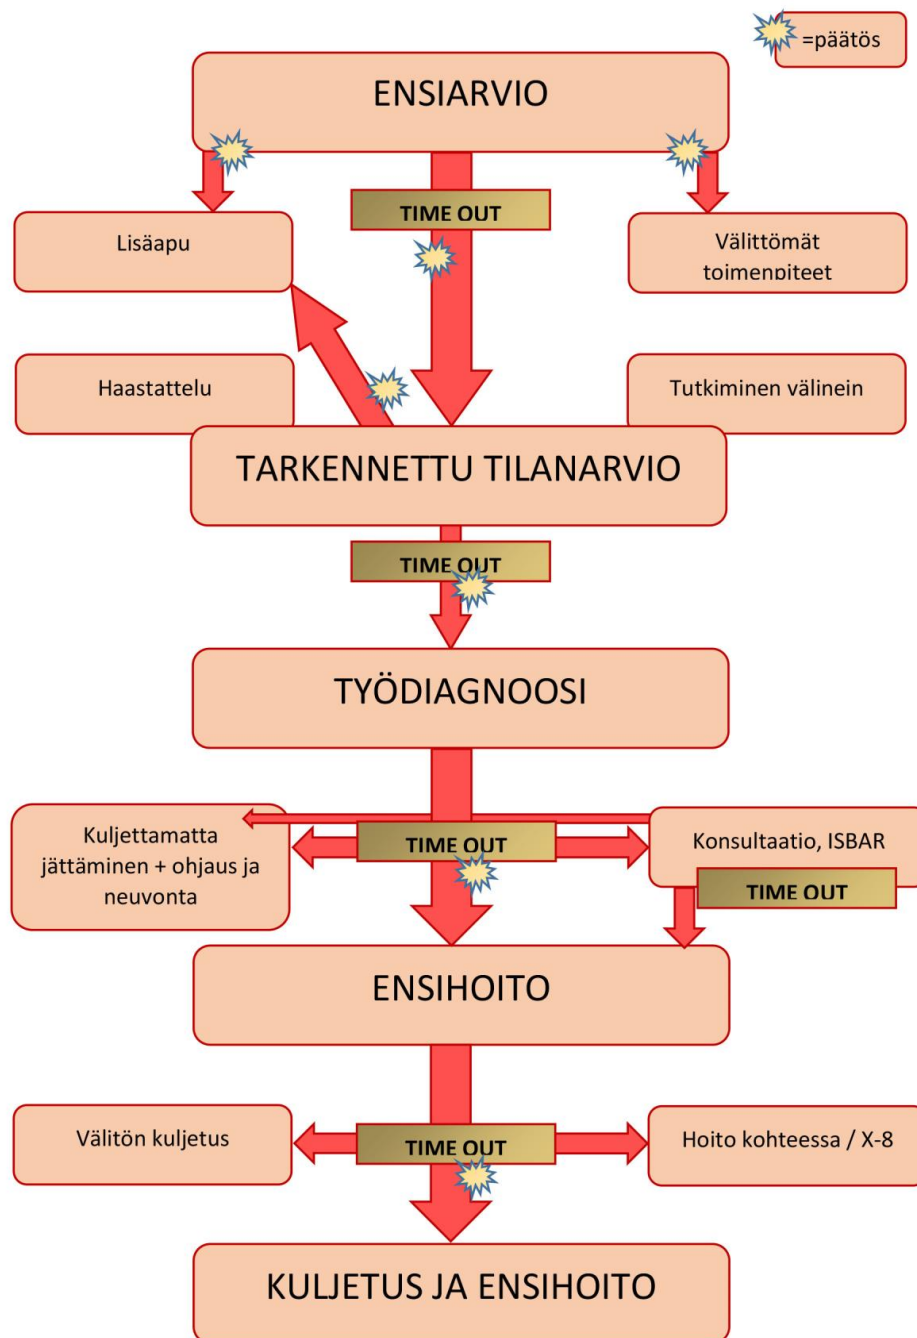 =päätös
ENSIARVIO
TIME OUT
Lisäapu
Välittömät
toimenpiteet
Haastattelu
Tutkiminen välinein
TARKENNETTU TILANARVIO
TIME OUT
TYÖDIAGNOOSI
Kuljettamatta
jättäminen + ohjaus ja
neuvonta
TIME OUT
Konsultaatio, ISBAR
TIME OUT
ENSIHOITO
Välitön kuljetus
TIME OUT
Hoito kohteessa / X-8
KULJETUS JA ENSIHOITO